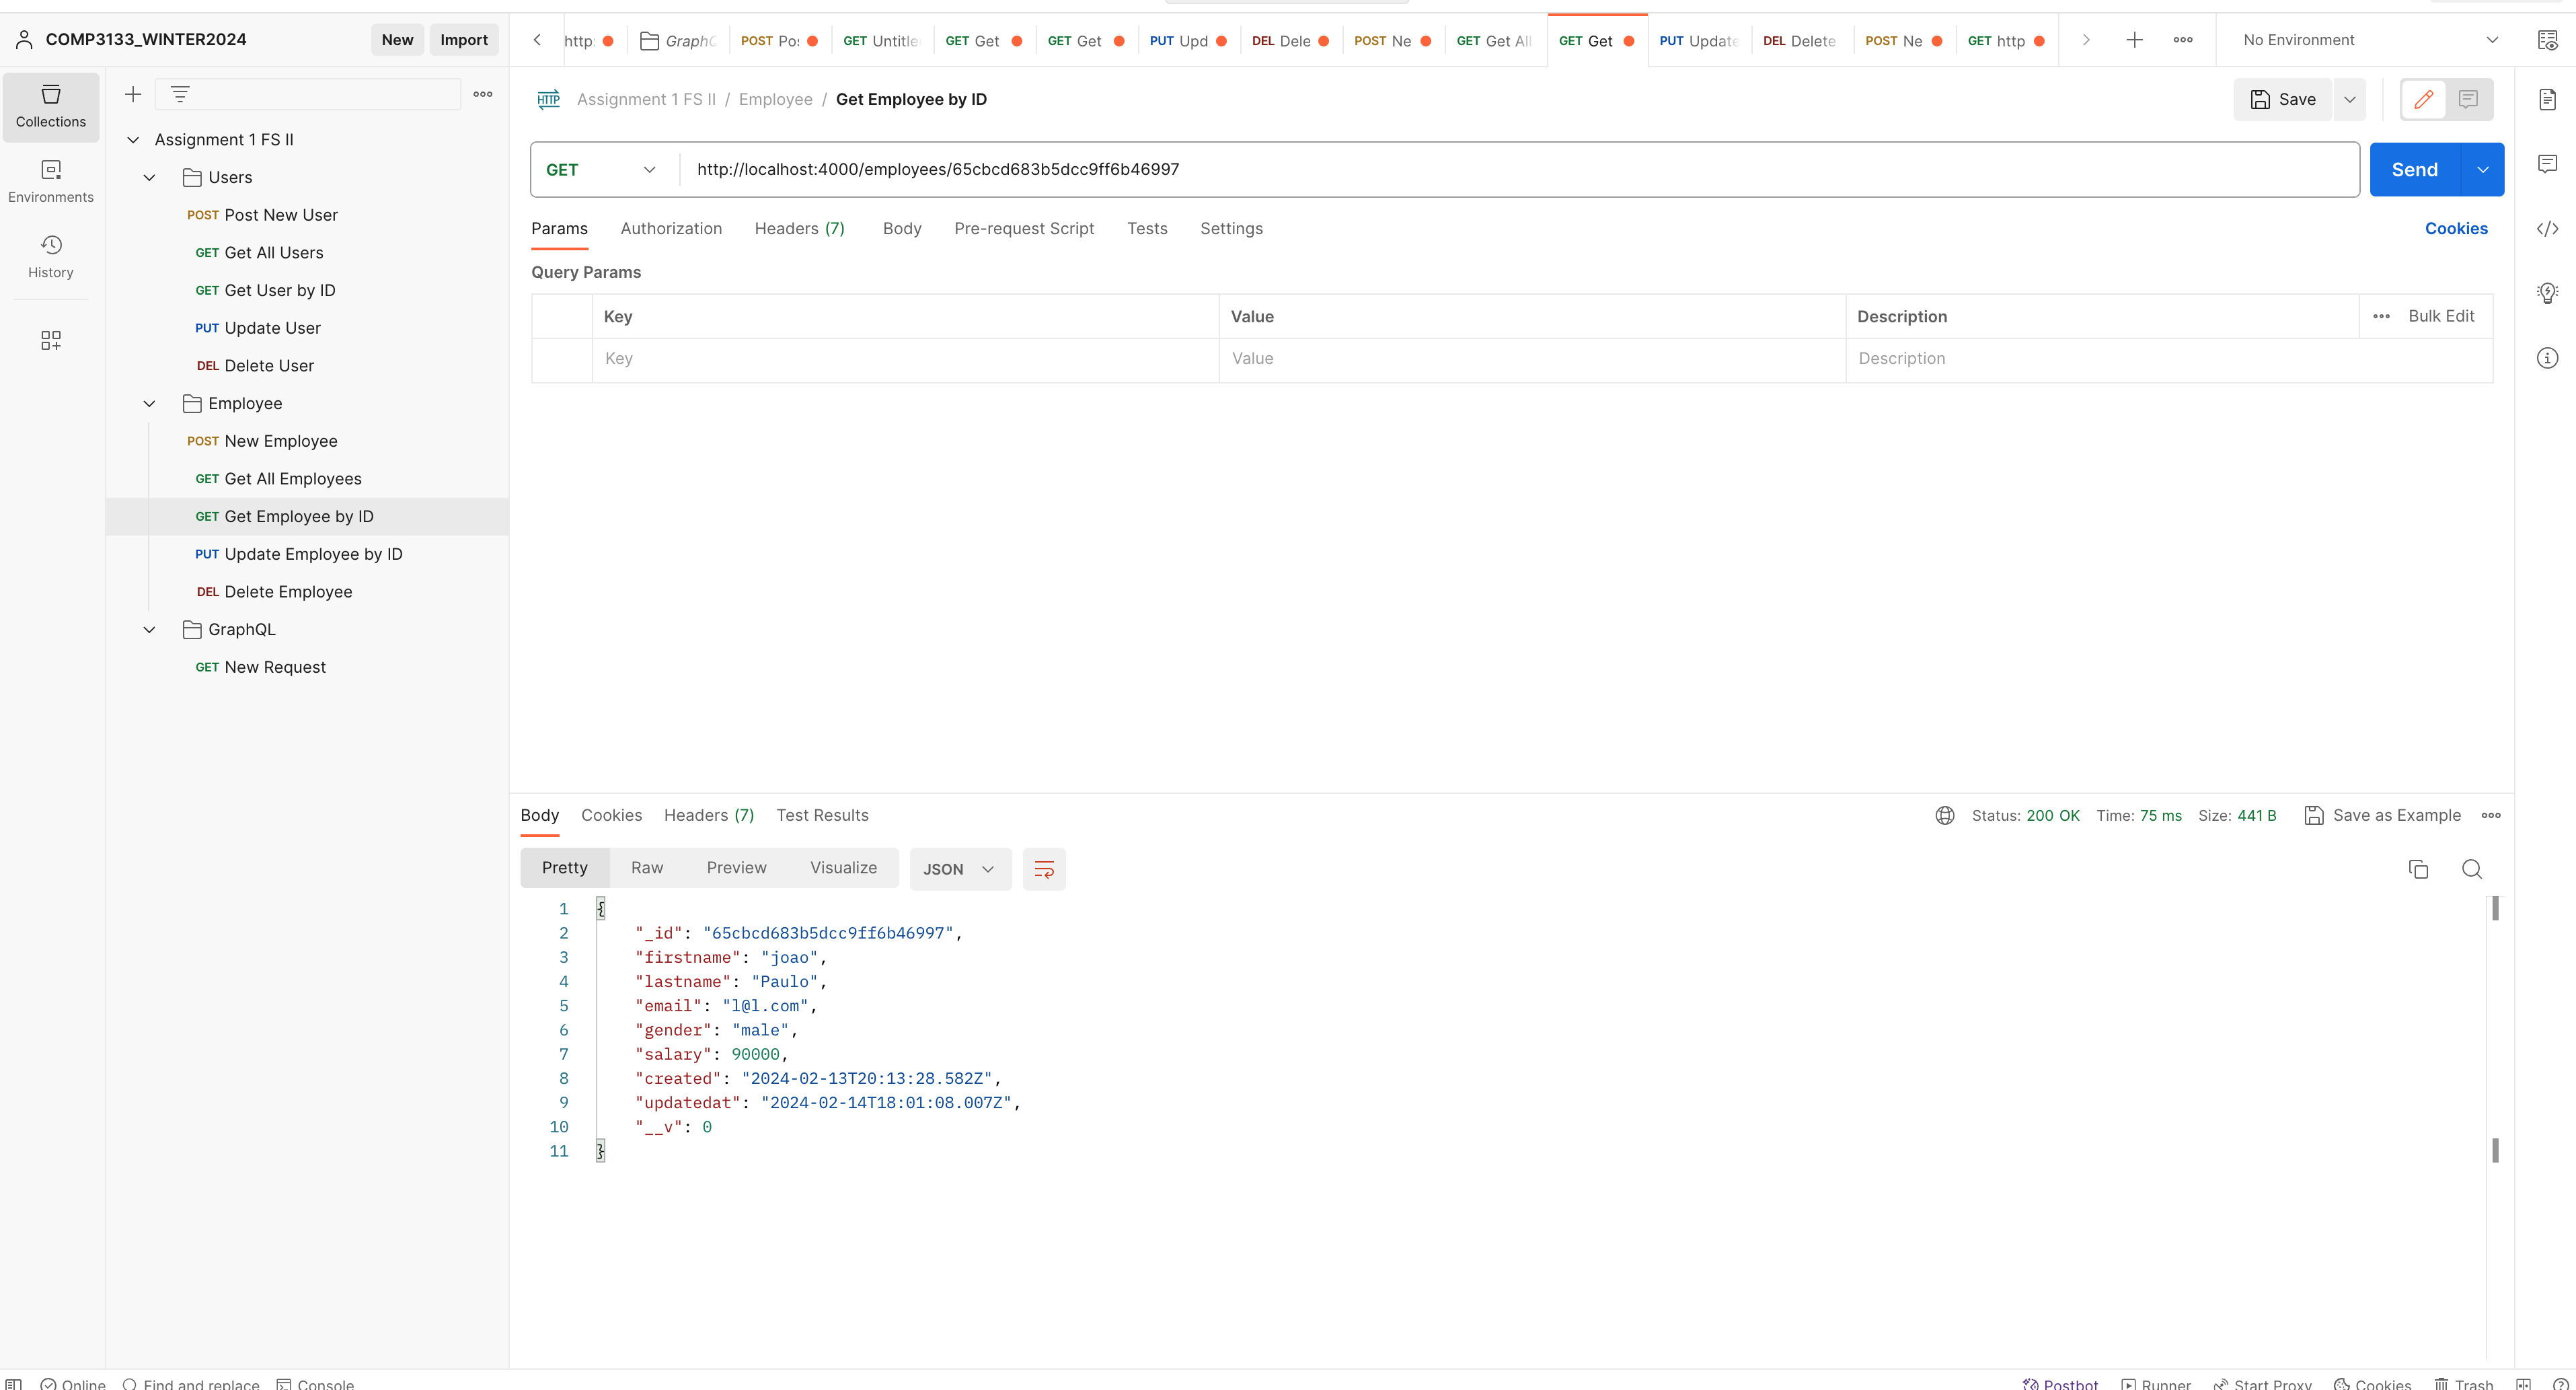 COMP3133_WINTER2024
New
Import
http:
GraphC
POST Pos
GET Untitle
GET Get
GET Get
PUT Upd
DEL Dele
POST Ne
GET Get All
GET Get
PUT Update
DEL Delete
POST Ne
GET http
No Environment
Collections
Environments
History
Assignment 1 FS II
Users
POST Post New User
GET Get All Users
GET Get User by ID
PUT Update User
DEL Delete User
Employee
POST New Employee
GET Get All Employees
GET Get Employee by ID
PUT Update Employee by ID
DEL Delete Employee
GraphQL
GET New Request
HTTP Assignment 1 FS II / Employee / Get Employee by ID
Save
GET http://localhost:4000/employees/65cbcd683b5dcc9ff6b46997
Send
Params Authorization Headers (7) Body Pre-request Script Tests Settings
Cookies
Query Params
Key Value Description Bulk Edit
Key Value Description
Body Cookies Headers (7) Test Results
Status: 200 OK Time: 75 ms Size: 441 B Save as Example
Pretty Raw Preview Visualize JSON
1 {
2 "_id": "65cbcd683b5dcc9ff6b46997",
3 "firstname": "joao",
4 "lastname": "Paulo",
5 "email": "l@l.com",
6 "gender": "male",
7 "salary": 90000,
8 "created": "2024-02-13T20:13:28.582Z",
9 "updatedat": "2024-02-14T18:01:08.007Z",
10 "__v": 0
11 }
Online Find and replace Console
Postbot Runner Start Proxy Cookies Trash